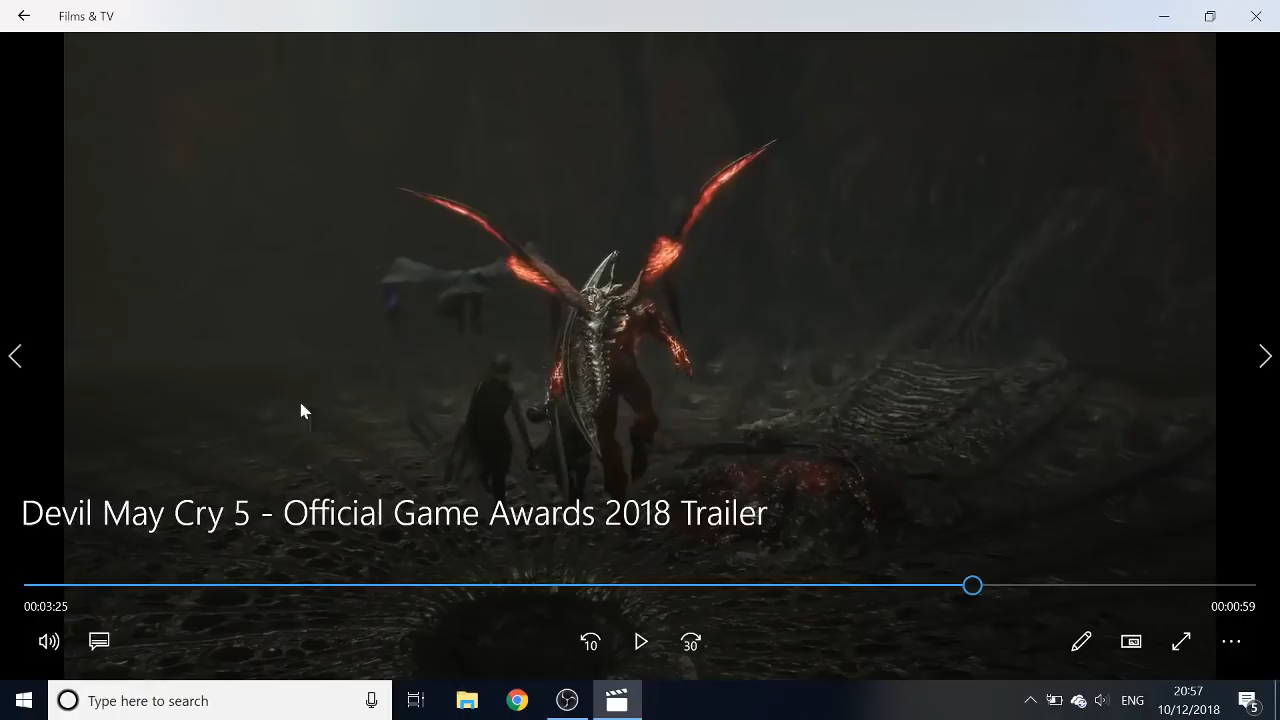 Films & TV
Devil May Cry 5 - Official Game Awards 2018 Trailer
00:03:25
00:00:59
10
30
Type here to search
ENG
20:57
10/12/2018
5